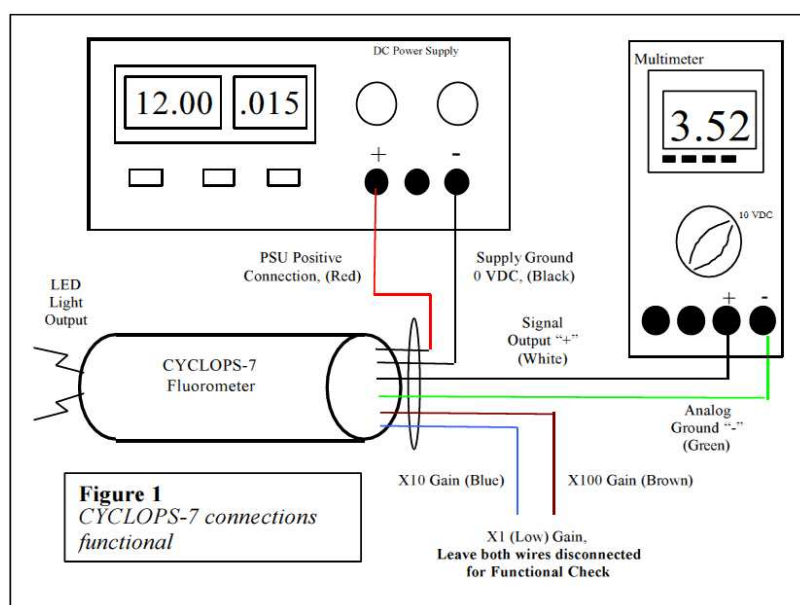 DC Power Supply
12.00 .015
+ -
Multimeter
3.52
10 VDC
+ -
PSU Positive
Connection, (Red)
Supply Ground
0 VDC, (Black)
LED
Light
Output
CYCLOPS-7
Fluorometer
Signal
Output “+”
(White)
Analog
Ground “-”
(Green)
X10 Gain (Blue)
X100 Gain (Brown)
X1 (Low) Gain,
Leave both wires disconnected
for Functional Check
Figure 1
CYCLOPS-7 connections
functional